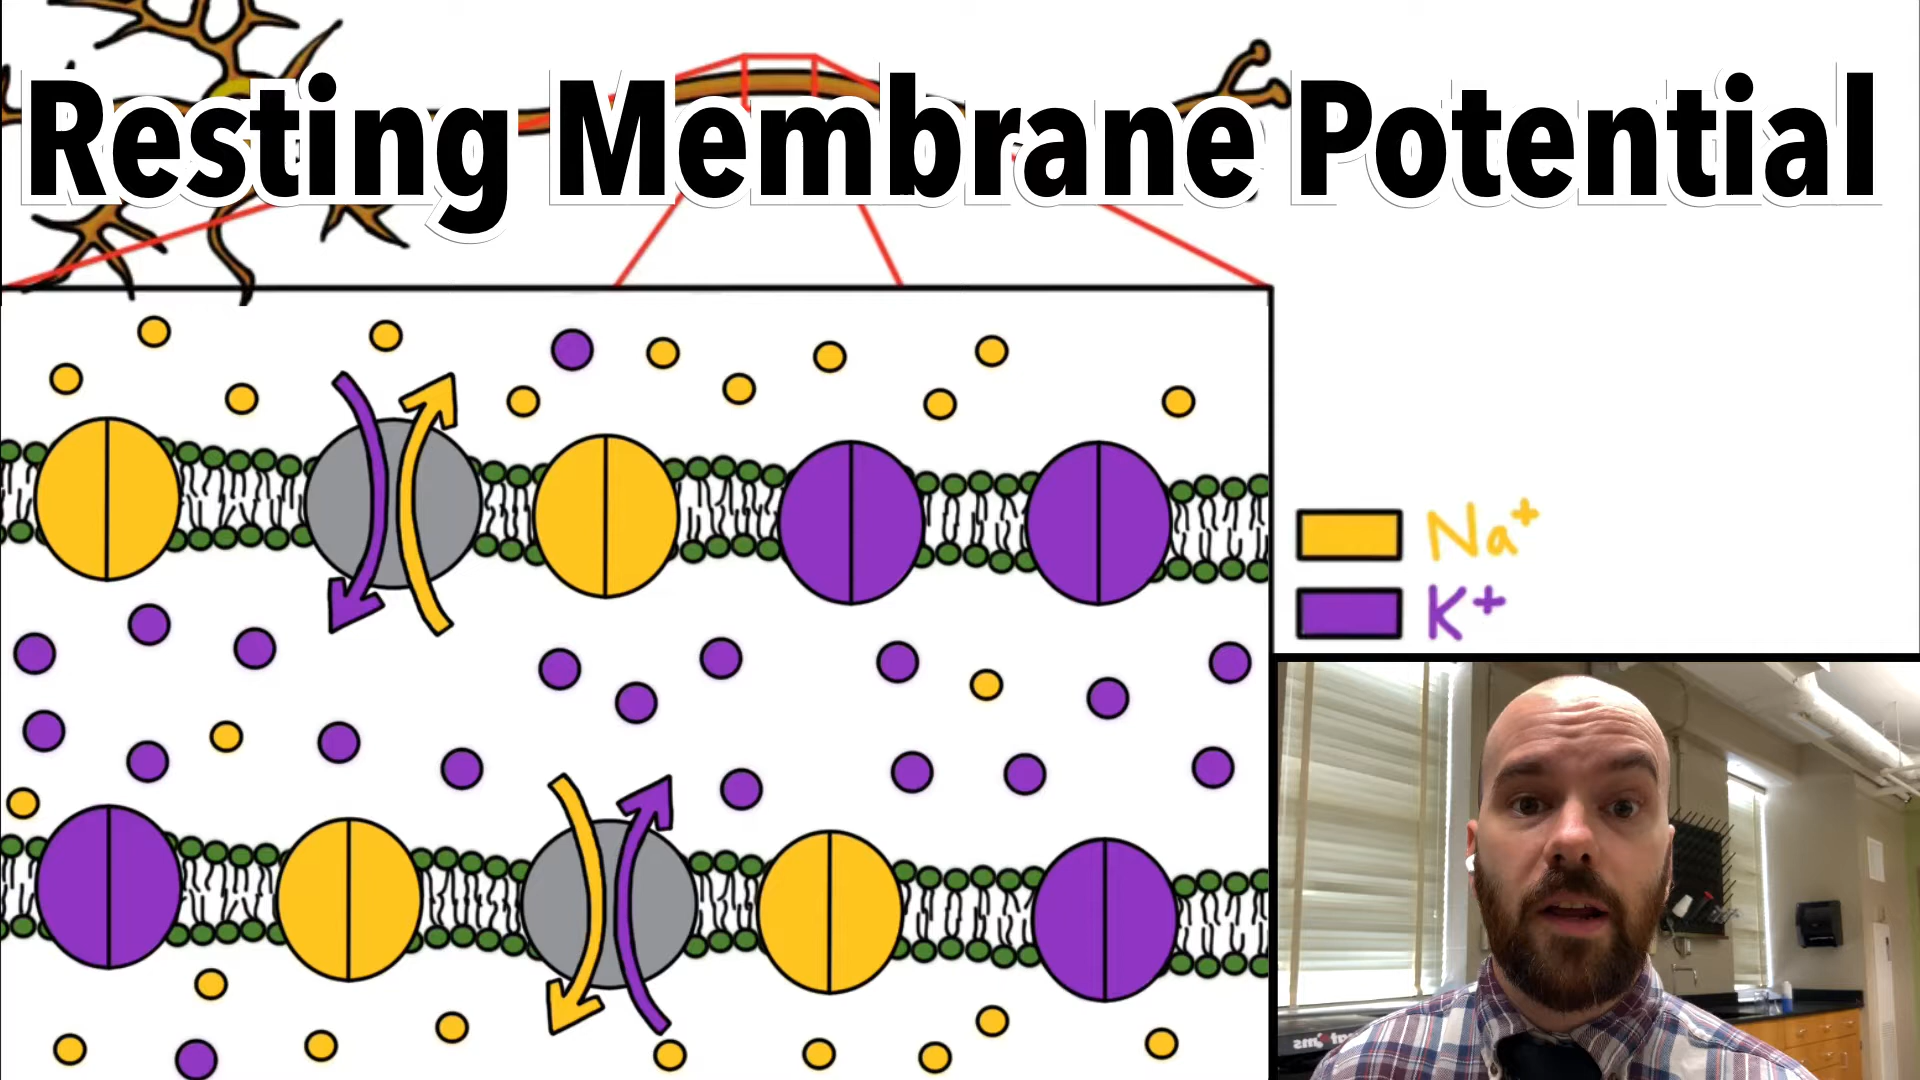 Resting Membrane Potential
Na⁺
K⁺